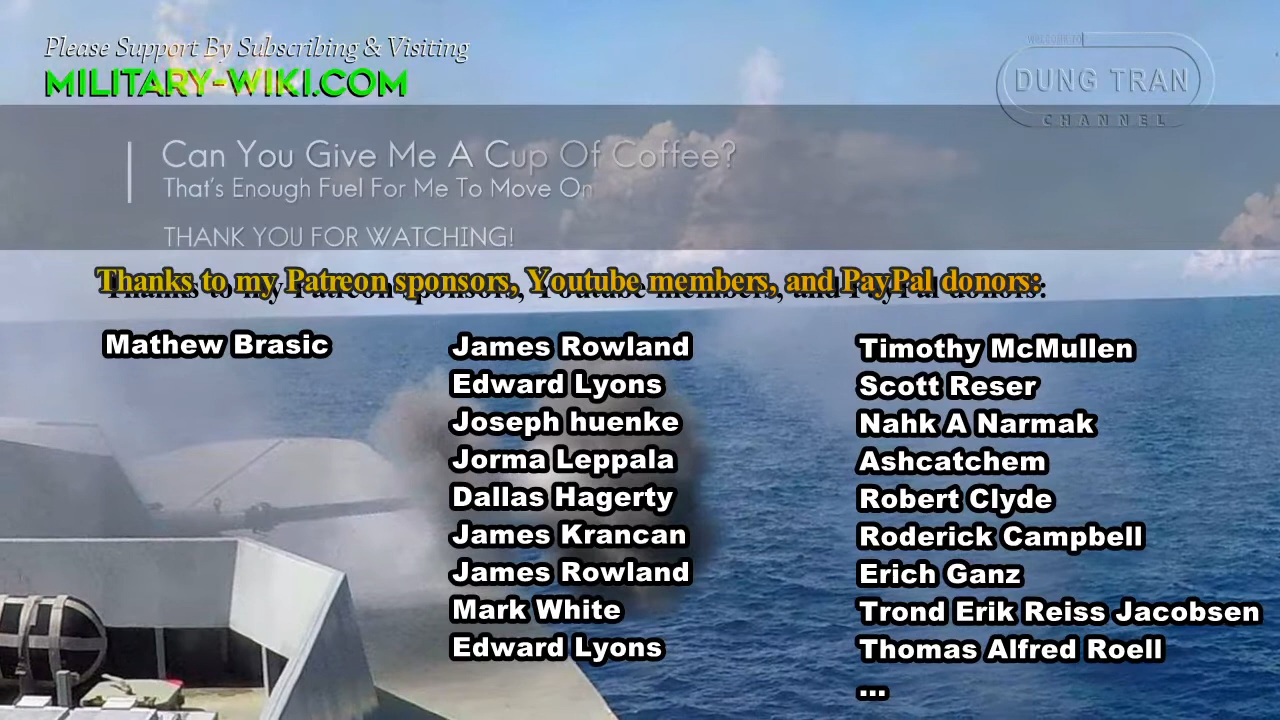 Please Support By Subscribing & Visiting
MILITARY-WIKI.COM
DUNG TRAN
CHANNEL
Can You Give Me A Cup Of Coffee?
That's Enough Fuel For Me To Move On
THANK YOU FOR WATCHING!
Thanks to my Patreon sponsors, Youtube members, and PayPal donors:
Mathew Brasic
James Rowland
Edward Lyons
Joseph huenke
Jorma Leppala
Dallas Hagerty
James Krancan
James Rowland
Mark White
Edward Lyons
Timothy McMullen
Scott Reser
Nahk A Narmak
Ashcatchem
Robert Clyde
Roderick Campbell
Erich Ganz
Trond Erik Reiss Jacobsen
Thomas Alfred Roell
...